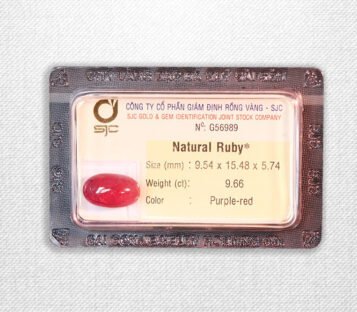 CÔNG TY CỔ PHẦN GIÁM ĐỊNH RỒNG VÀNG - SJC
SJC GOLD & GEM IDENTIFICATION JOINT STOCK COMPANY
SJC
Nº: G56989
Natural Ruby*
Size (mm) : 9.54 x 15.48 x 5.74
Weight (ct): 9.66
Color : Purple-red